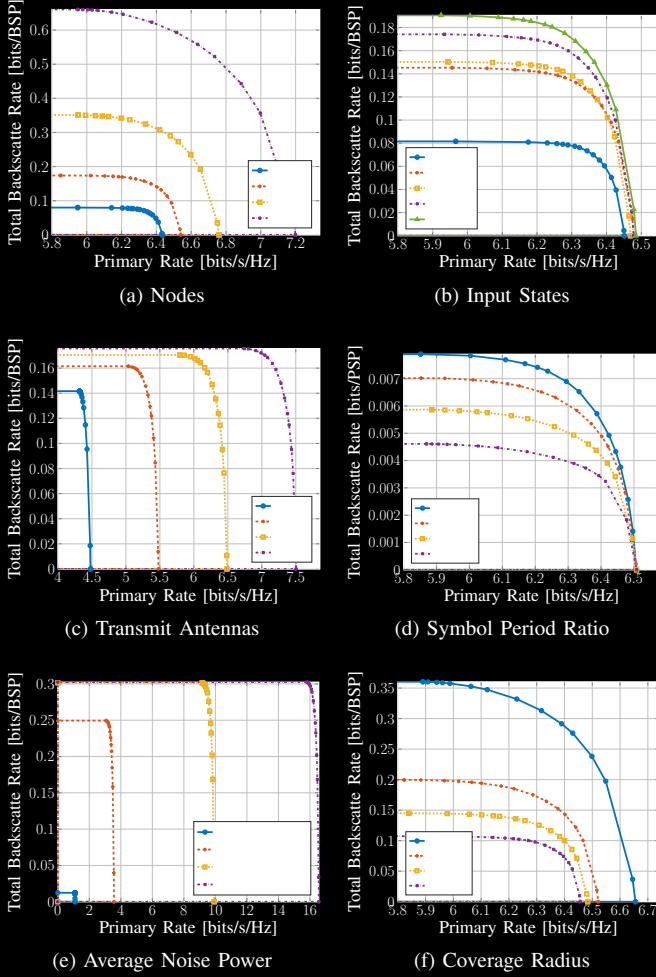 Total Backscatte Rate [bits/BSP]
0.6
0.5
0.4
0.3
0.2
0.1
0
5.8 6 6.2 6.4 6.6 6.8 7 7.2
Primary Rate [bits/s/Hz]
(a) Nodes
Total Backscatte Rate [bits/BSP]
0.18
0.16
0.14
0.12
0.1
0.08
0.06
0.04
0.02
0
5.8 5.9 6 6.1 6.2 6.3 6.4 6.5
Primary Rate [bits/s/Hz]
(b) Input States
Total Backscatte Rate [bits/BSP]
0.16
0.14
0.12
0.1
0.08
0.06
0.04
0.02
0
4 4.5 5 5.5 6 6.5 7 7.5
Primary Rate [bits/s/Hz]
(c) Transmit Antennas
Total Backscatte Rate [bits/PSP]
0.007
0.006
0.005
0.004
0.003
0.002
0.001
0
5.8 5.9 6 6.1 6.2 6.3 6.4 6.5
Primary Rate [bits/s/Hz]
(d) Symbol Period Ratio
Total Backscatte Rate [bits/BSP]
0.3
0.25
0.2
0.15
0.1
0.05
0
0 2 4 6 8 10 12 14 16
Primary Rate [bits/s/Hz]
(e) Average Noise Power
Total Backscatte Rate [bits/BSP]
0.35
0.3
0.25
0.2
0.15
0.1
0.05
0
5.8 5.9 6 6.1 6.2 6.3 6.4 6.5 6.6 6.7
Primary Rate [bits/s/Hz]
(f) Coverage Radius